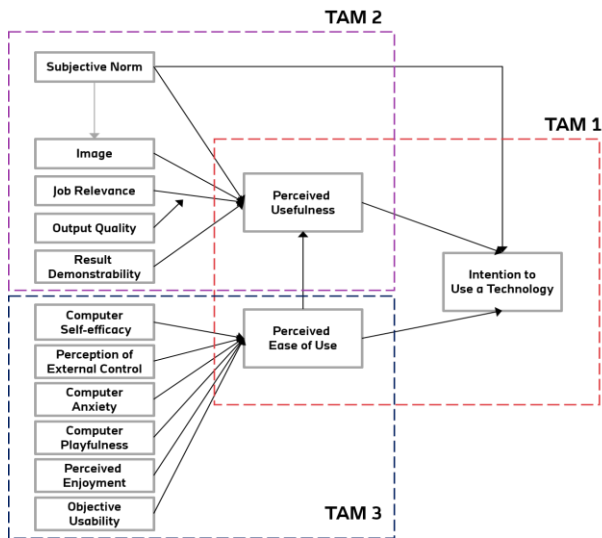 TAM 2
Subjective Norm
TAM 1
Image
Job Relevance
Output Quality
Result
Demonstrability
Perceived
Usefulness
Intention to
Use a Technology
Computer
Self-efficacy
Perception of
External Control
Computer
Anxiety
Computer
Playfulness
Perceived
Enjoyment
Objective
Usability
Perceived
Ease of Use
TAM 3